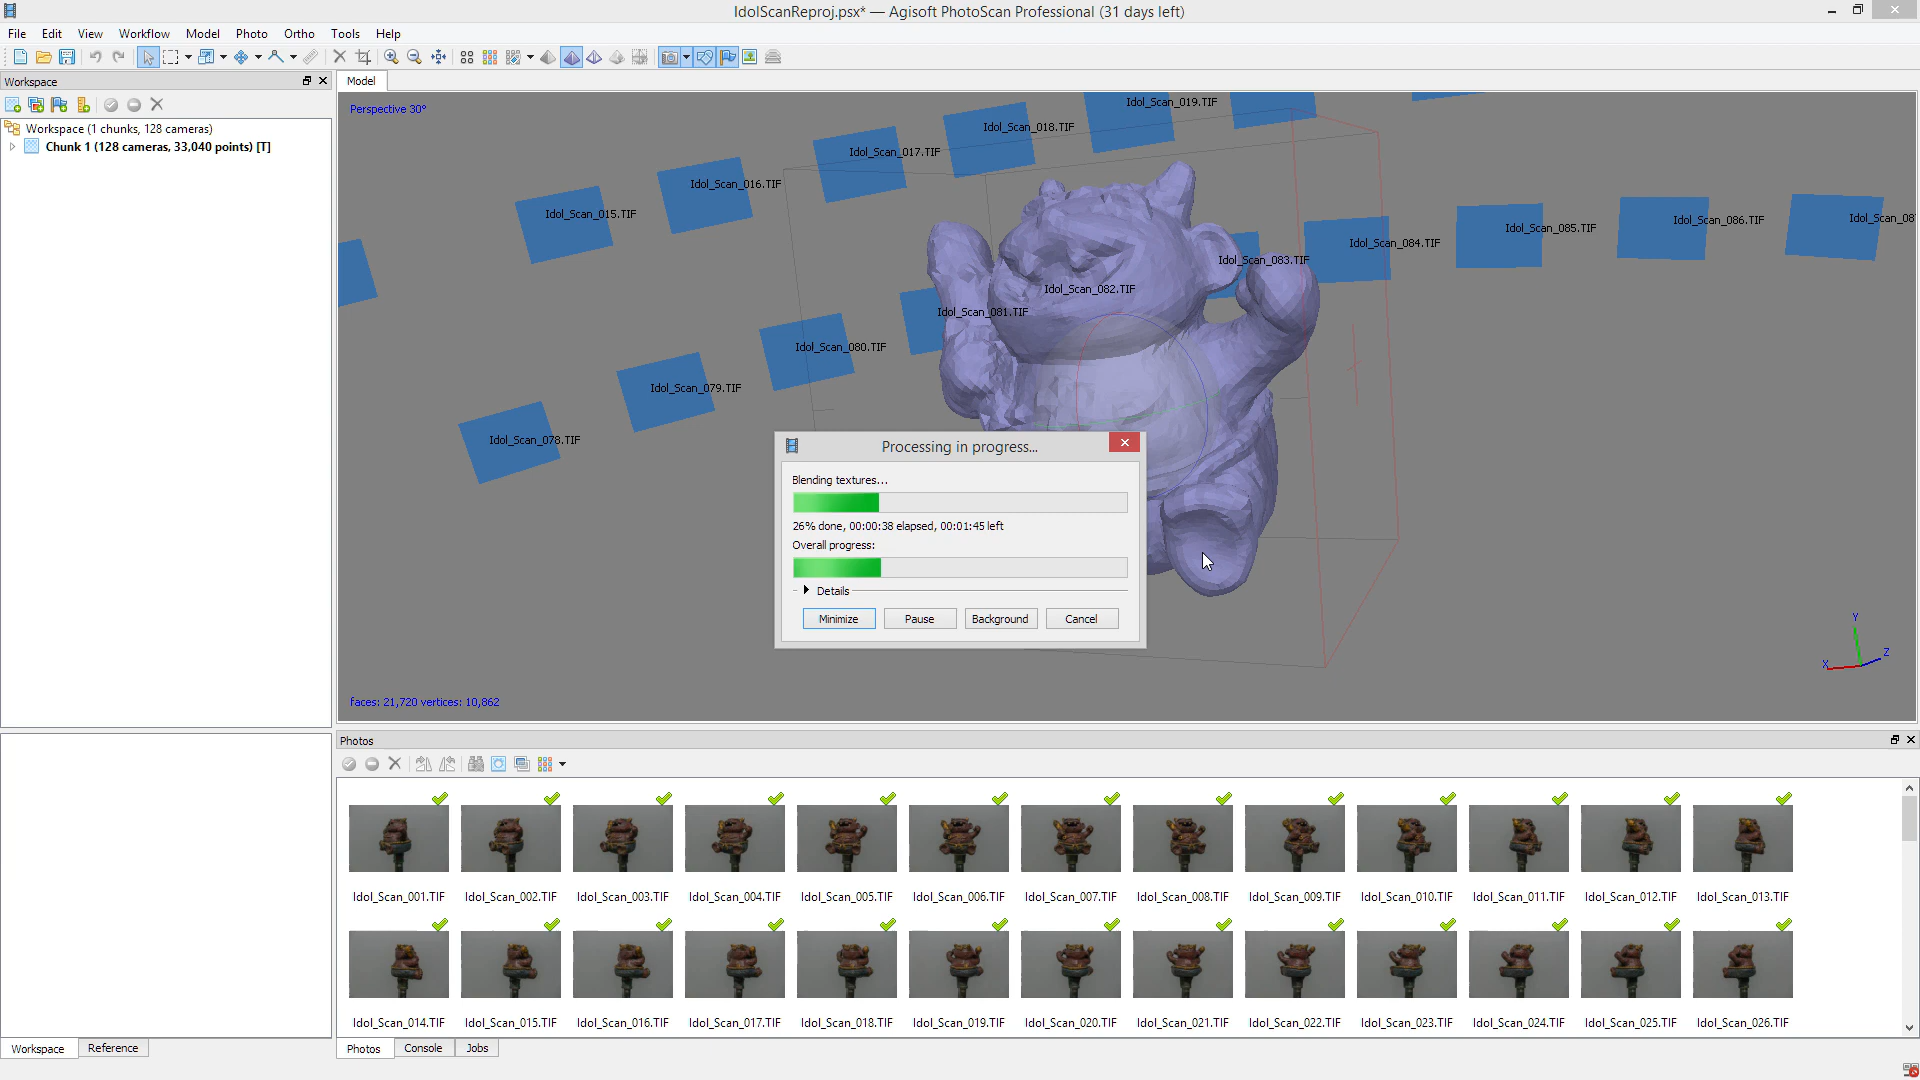 IdolScanReproj.psx* — Agisoft PhotoScan Professional (31 days left)
File Edit View Workflow Model Photo Ortho Tools Help
Workspace
Model
Workspace (1 chunks, 128 cameras)
Chunk 1 (128 cameras, 33,040 points) [T]
Perspective 30°
Idol_Scan_019.TIF
Idol_Scan_018.TIF
Idol_Scan_017.TIF
Idol_Scan_016.TIF
Idol_Scan_015.TIF
Idol_Scan_086.TIF
Idol_Scan_085.TIF
Idol_Scan_084.TIF
Idol_Scan_083.TIF
Idol_Scan_082.TIF
Idol_Scan_081.TIF
Idol_Scan_080.TIF
Idol_Scan_079.TIF
Idol_Scan_078.TIF
Processing in progress...
Blending textures...
26% done, 00:00:38 elapsed, 00:01:45 left
Overall progress:
Details
Minimize Pause Background Cancel
Y
Z
X
faces: 21,720 vertices: 10,862
Photos
Idol_Scan_001.TIF Idol_Scan_002.TIF Idol_Scan_003.TIF Idol_Scan_004.TIF Idol_Scan_005.TIF Idol_Scan_006.TIF Idol_Scan_007.TIF Idol_Scan_008.TIF Idol_Scan_009.TIF Idol_Scan_010.TIF Idol_Scan_011.TIF Idol_Scan_012.TIF Idol_Scan_013.TIF
Idol_Scan_014.TIF Idol_Scan_015.TIF Idol_Scan_016.TIF Idol_Scan_017.TIF Idol_Scan_018.TIF Idol_Scan_019.TIF Idol_Scan_020.TIF Idol_Scan_021.TIF Idol_Scan_022.TIF Idol_Scan_023.TIF Idol_Scan_024.TIF Idol_Scan_025.TIF Idol_Scan_026.TIF
Workspace Reference
Photos Console Jobs